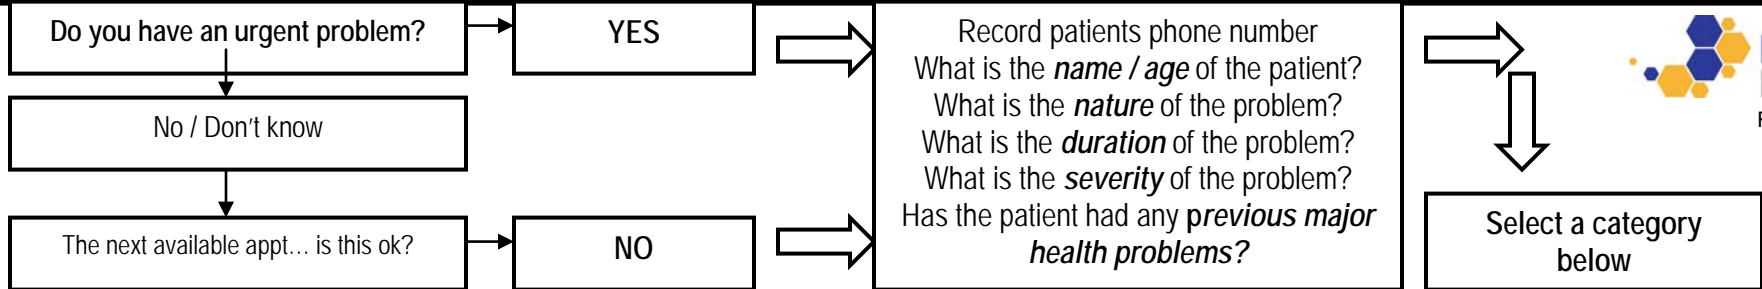 Do you have an urgent problem?
YES
No / Don't know
The next available appt... is this ok?
NO
Record patients phone number
What is the name / age of the patient?
What is the nature of the problem?
What is the duration of the problem?
What is the severity of the problem?
Has the patient had any previous major
health problems?
Select a category
below